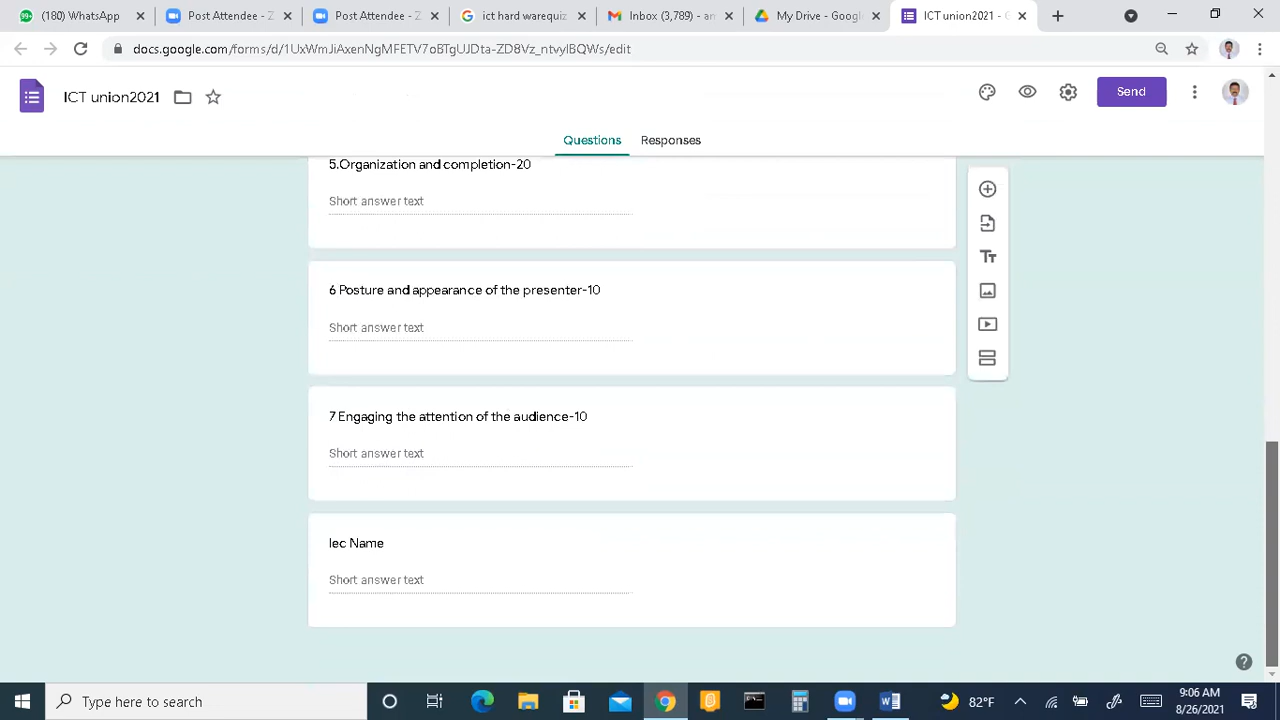 (180) WhatsApp
Post Attendee - Z
Post Attendee - Z
ict hard warequiz
Inbox (3,789) - an
My Drive - Google
ICT union2021 - G
docs.google.com/forms/d/1UxWmJiAxenNgMFETV7oBTgUJDta-ZD8Vz_ntvylBQWs/edit
ICT union2021
Send
Questions Responses
5.Organization and completion-20
Short answer text
6 Posture and appearance of the presenter-10
Short answer text
7 Engaging the attention of the audience-10
Short answer text
lec Name
Short answer text
Type here to search
82°F
9:06 AM
8/26/2021